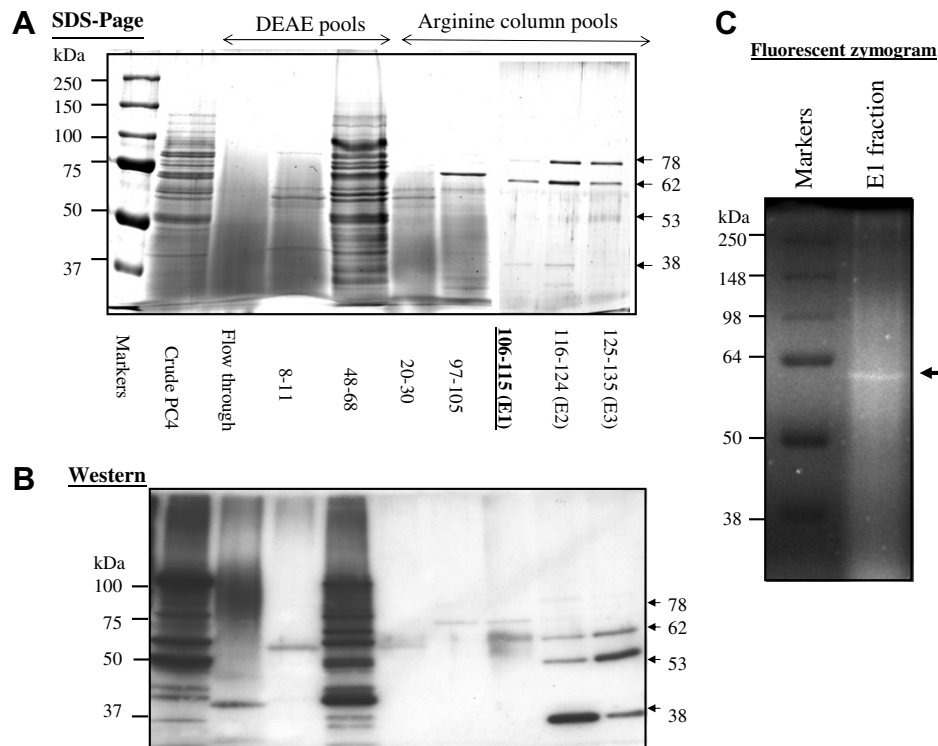 A
SDS-Page
DEAE pools
Arginine column pools
kDa
250
150
100
75
50
37
78
62
53
38
Markers
Crude PC4
Flow through
8-11
48-68
20-30
97-105
106-115 (E1)
116-124 (E2)
125-135 (E3)
B
Western
kDa
100
75
50
37
78
62
53
38
C
Fluorescent zymogram
Markers
E1 fraction
kDa
250
148
98
64
50
38